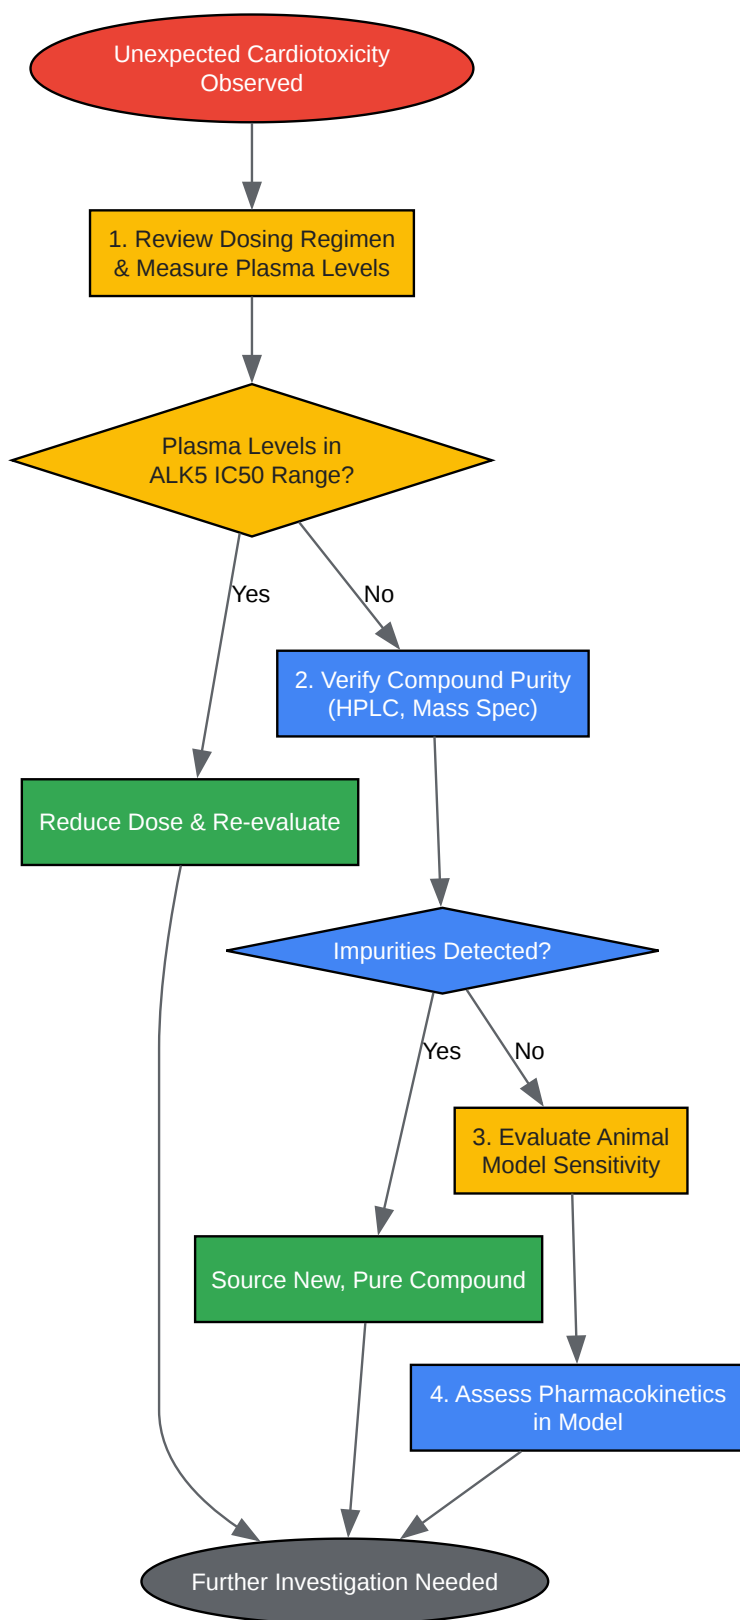 Unexpected Cardiotoxicity
Observed
1. Review Dosing Regimen
& Measure Plasma Levels
Plasma Levels in
ALK5 IC50 Range?
Yes
No
2. Verify Compound Purity
(HPLC, Mass Spec)
Reduce Dose & Re-evaluate
Impurities Detected?
Yes
No
3. Evaluate Animal
Model Sensitivity
Source New, Pure Compound
4. Assess Pharmacokinetics
in Model
Further Investigation Needed